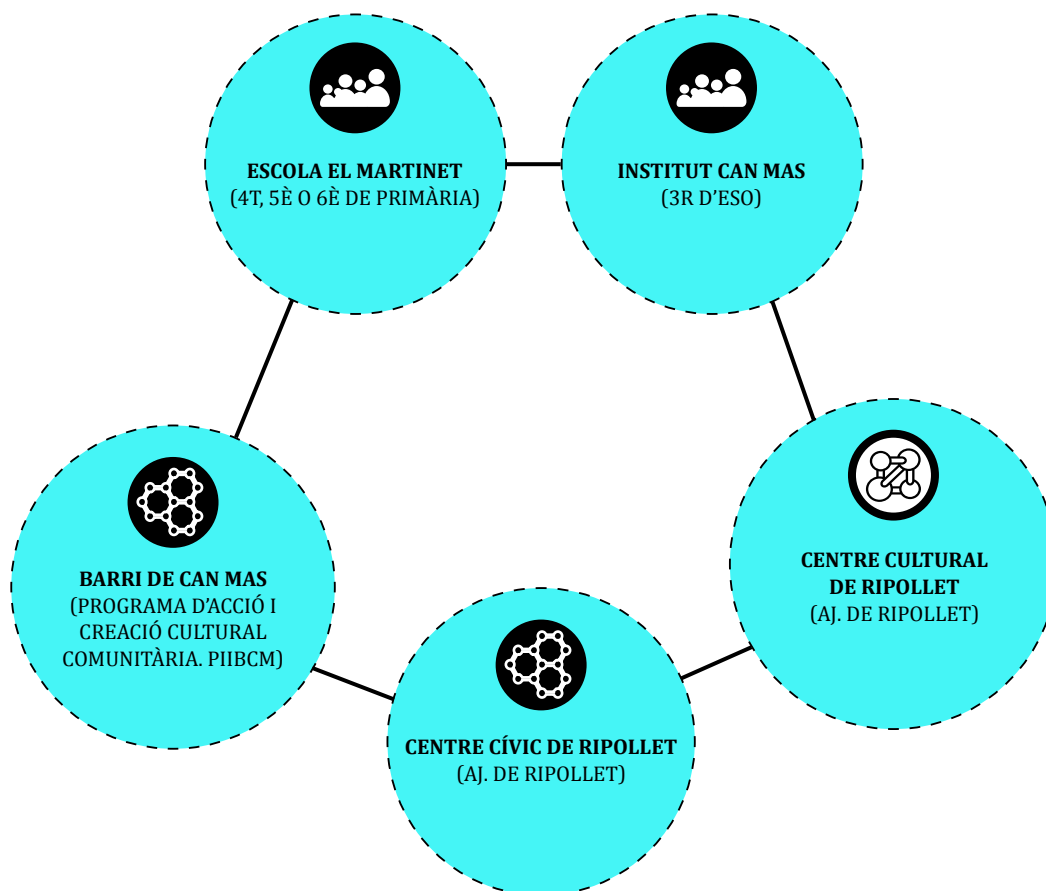 ESCOLA EL MARTINET
(4T, 5È O 6È DE PRIMÀRIA)
INSTITUT CAN MAS
(3R D’ESO)
CENTRE CULTURAL
DE RIPOLLET
(AJ. DE RIPOLLET)
BARRI DE CAN MAS
(PROGRAMA D’ACCIÓ I
CREACIÓ CULTURAL
COMUNITÀRIA. PIIBCM)
CENTRE CÍVIC DE RIPOLLET
(AJ. DE RIPOLLET)